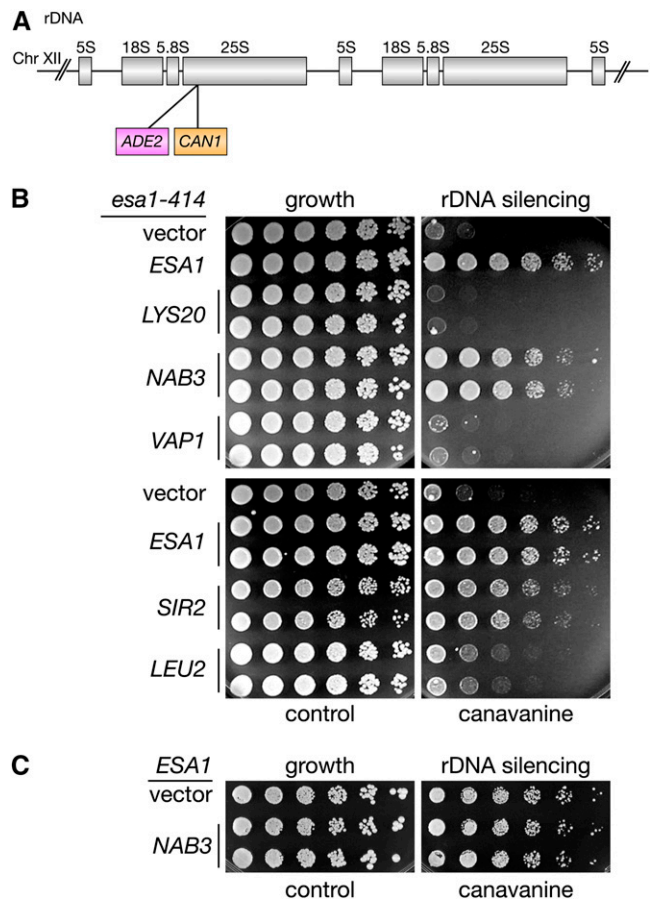 A rDNA
5S 18S 5.8S 25S 5S 18S 5.8S 25S 5S
Chr XII
ADE2 CAN1
B esa1-414 growth rDNA silencing
vector
ESA1
LYS20
NAB3
VAP1
vector
ESA1
SIR2
LEU2
control canavanine
C ESA1 growth rDNA silencing
vector
NAB3
control canavanine